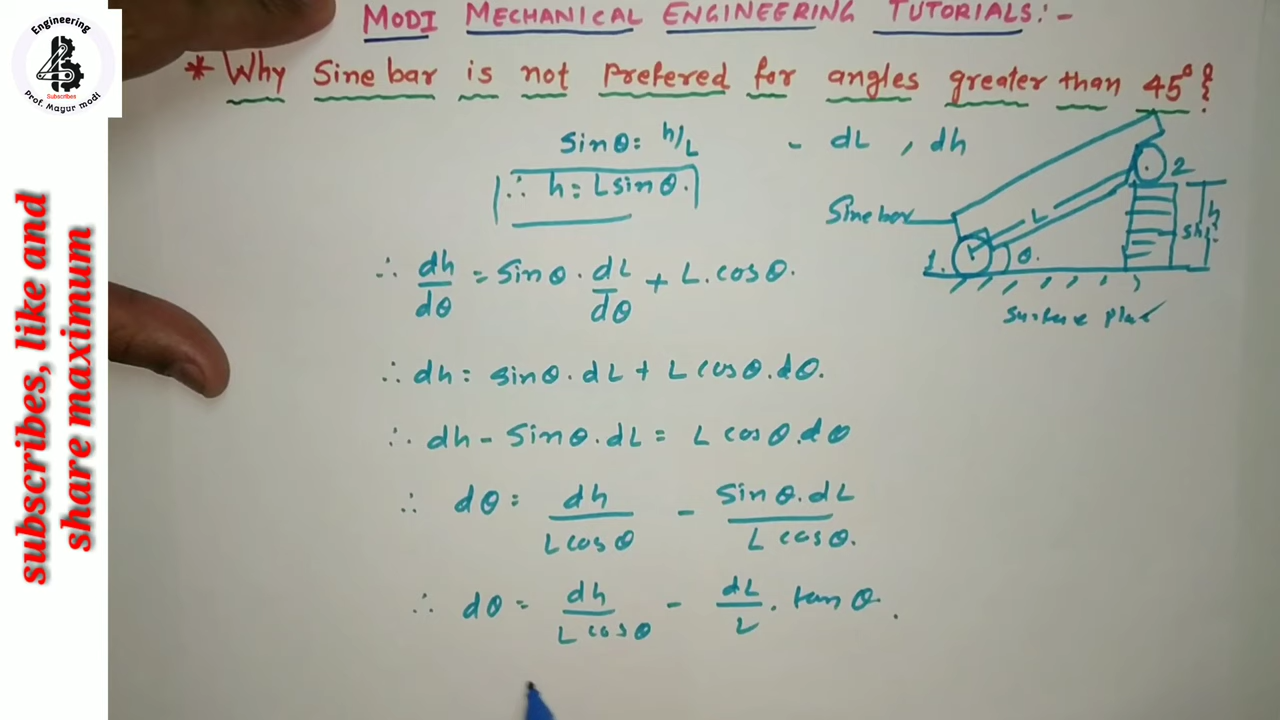 MODI MECHANICAL ENGINEERING TUTORIALS:-
* Why Sine bar is not Prefered for angles greater than 45°?
Sinθ = h/L - dL , dh
∴ h = L sinθ.
∴ dh/dθ = Sinθ · dL/dθ + L. cosθ.
∴ dh = sinθ. dL + L cosθ. dθ.
∴ dh - Sinθ. dL = L cosθ. dθ
∴ dθ = dh/L cosθ - Sinθ. dL/L cosθ.
∴ dθ = dh/L cosθ - dL/L . tanθ.
2
Sine bar
L
h
1.
θ.
Engineering
Subscribes
Prof. Mayur modi
subscribes, like and
share maximum